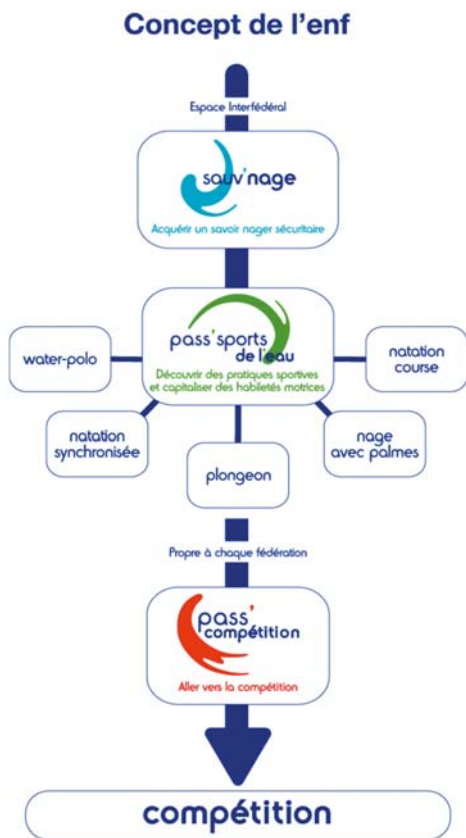 Concept de l'enf
Espace Interfédéral
sauv'nage
Acquérir un savoir nager sécuritaire
pass'sports
de l'eau
Découvrir des pratiques sportives
et capitaliser des habiletés motrices
water-polo
natation
course
natation
synchronisée
nage
avec palmes
plongeon
Propre à chaque fédération
pass'
compétition
Aller vers la compétition
compétition